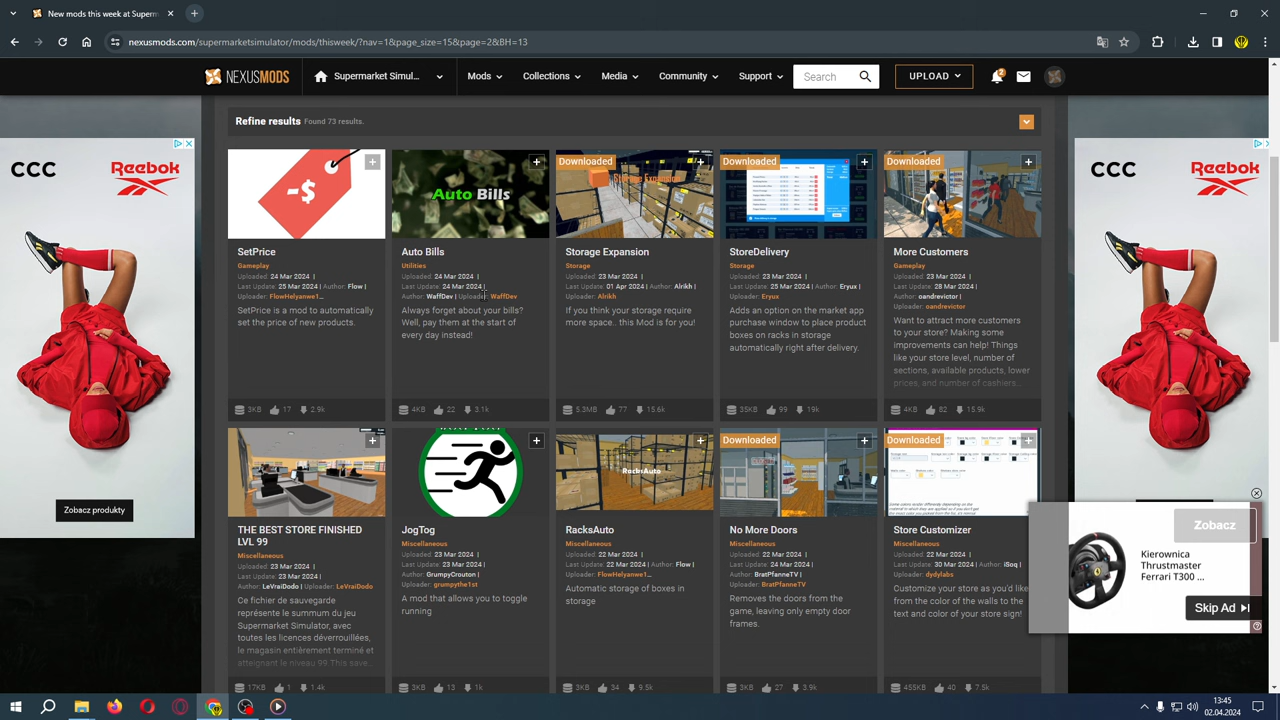 New mods this week at Superm
nexusmods.com/supermarketsimulator/mods/thisweek/?nav=1&page_size=15&page=2&BH=13
NEXUSMODS
Supermarket Simul...
Mods
Collections
Media
Community
Support
Search
UPLOAD
2
Refine results Found 73 results.
CCC
Reebok
Zobacz produkty
-$
SetPrice
Gameplay
Uploaded: 24 Mar 2024 |
Last Update: 25 Mar 2024 | Author: Flow |
Uploader: FlowHelyanwe1...
SetPrice is a mod to automatically
set the price of new products.
3KB 17 2.9k
Auto Bills
Auto Bills
Utilities
Uploaded: 24 Mar 2024 |
Last Update: 24 Mar 2024 |
Author: WaffDev | Uploader: WaffDev
Always forget about your bills?
Well, pay them at the start of
every day instead!
4KB 22 3.1k
Downloaded
Storage Expansion
Storage Expansion
Storage
Uploaded: 23 Mar 2024 |
Last Update: 01 Apr 2024 | Author: Alrikh |
Uploader: Alrikh
If you think your storage require
more space.. this Mod is for you!
5.3MB 77 15.6k
Downloaded
StoreDelivery
Storage
Uploaded: 23 Mar 2024 |
Last Update: 25 Mar 2024 | Author: Eryux |
Uploader: Eryux
Adds an option on the market app
purchase window to place product
boxes on racks in storage
automatically right after delivery.
35KB 99 19k
Downloaded
More Customers
Gameplay
Uploaded: 23 Mar 2024 |
Last Update: 28 Mar 2024 |
Author: oandrevictor |
Uploader: oandrevictor
Want to attract more customers
to your store? Making some
improvements can help! Things
like your store level, number of
sections, available products, lower
prices, and number of cashiers...
4KB 82 15.9k
THE BEST STORE FINISHED
LVL 99
Miscellaneous
Uploaded: 23 Mar 2024 |
Last Update: 23 Mar 2024 |
Author: LeVraiDodo | Uploader: LeVraiDodo
Ce fichier de sauvegarde
représente le summum du jeu
Supermarket Simulator, avec
toutes les licences déverrouillées,
le magasin entièrement terminé et
atteignant le niveau 99.This save...
17KB 1 1.4k
JogTog
Miscellaneous
Uploaded: 23 Mar 2024 |
Last Update: 23 Mar 2024 |
Author: GrumpyCrouton |
Uploader: grumpythe1st
A mod that allows you to toggle
running
3KB 13 1k
RacksAuto
RacksAuto
Miscellaneous
Uploaded: 22 Mar 2024 |
Last Update: 22 Mar 2024 | Author: Flow |
Uploader: FlowHelyanwe1...
Automatic storage of boxes in
storage
3KB 34 9.5k
Downloaded
No More Doors
Miscellaneous
Uploaded: 22 Mar 2024 |
Last Update: 24 Mar 2024 |
Author: BratPfanneTV |
Uploader: BratPfanneTV
Removes the doors from the
game, leaving only empty door
frames.
3KB 27 3.9k
Downloaded
Store Customizer
Miscellaneous
Uploaded: 22 Mar 2024 |
Last Update: 30 Mar 2024 | Author: iSoq |
Uploader: dydylabs
Customize your store as you'd like
from the color of the walls to the
text and color of your store sign!
455KB 40 7.5k
CCC
Reebok
Zobacz
Kierownica
Thrustmaster
Ferrari T300 ...
Skip Ad
13:45
02.04.2024